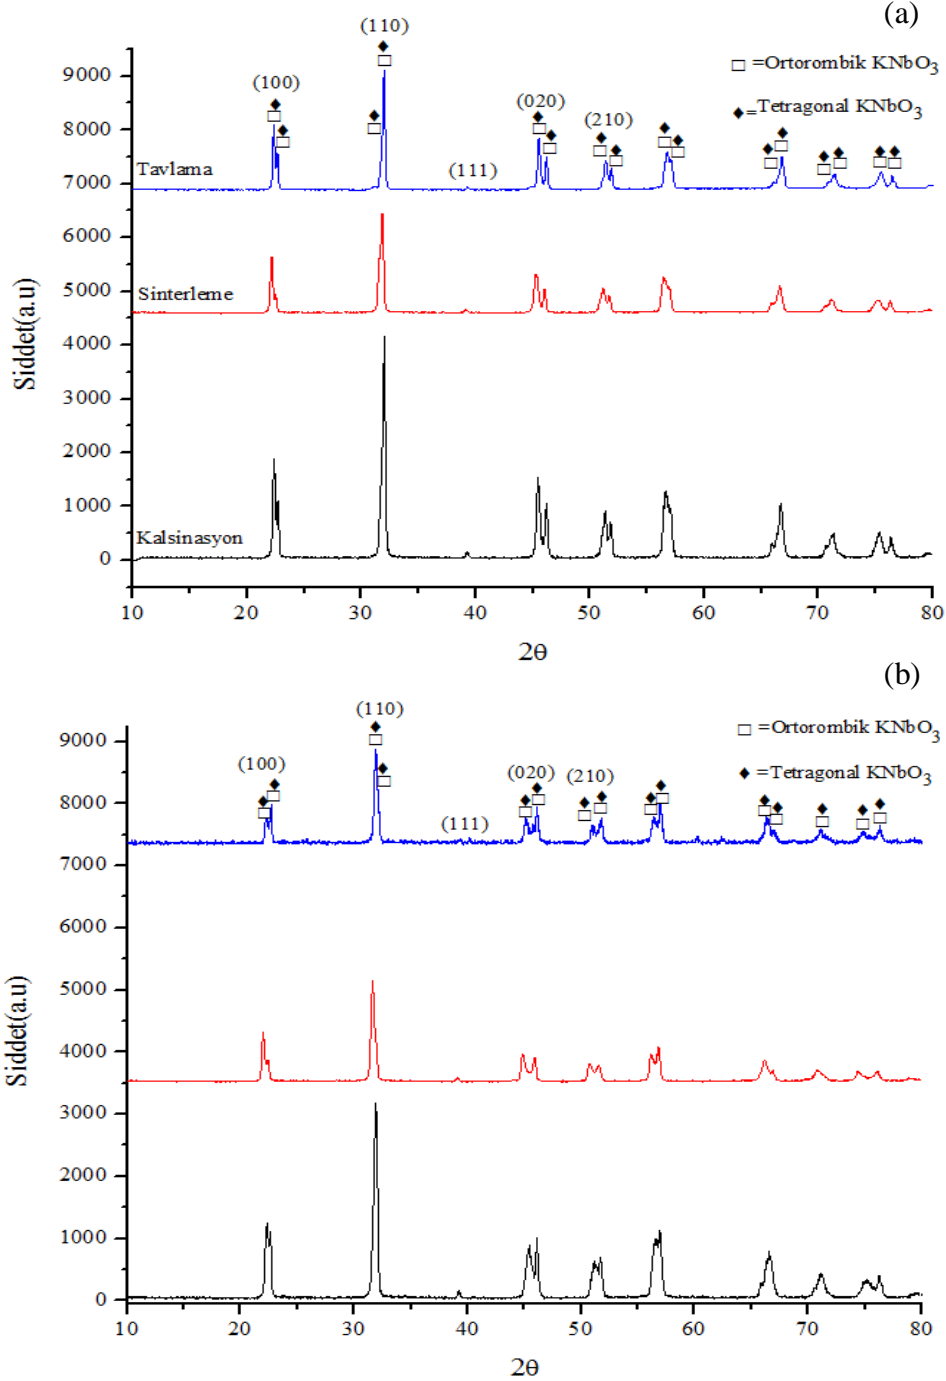 (a)
(110)
9000
□ =Ortorombik KNbO3
(100)
(020)
(210)
◆=Tetragonal KNbO3
8000
Tavlama
(111)
7000
6000
Sinterleme
5000
4000
3000
2000
1000
Kalsinasyon
0
Siddet(a.u)
10 20 30 40 50 60 70 80
2θ
(b)
(110)
9000
□ =Ortorombik KNbO3
(100)
(020)
(210)
◆ =Tetragonal KNbO3
8000
(111)
7000
6000
5000
4000
3000
2000
1000
0
Siddet(a.u)
10 20 30 40 50 60 70 80
2θ